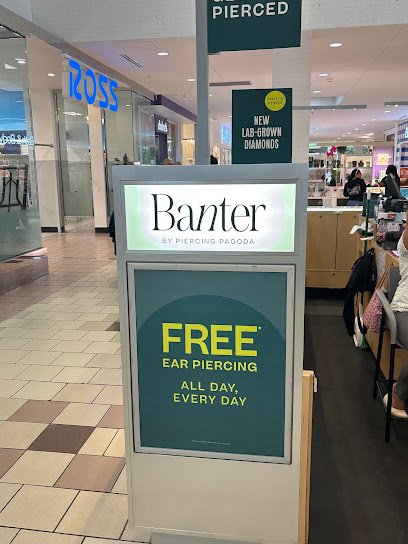 PIERCED
ROSS
NEW
LAB-GROWN
DIAMONDS
Banter
BY PIERCING PAGODA
FREE*
EAR PIERCING
ALL DAY,
EVERY DAY